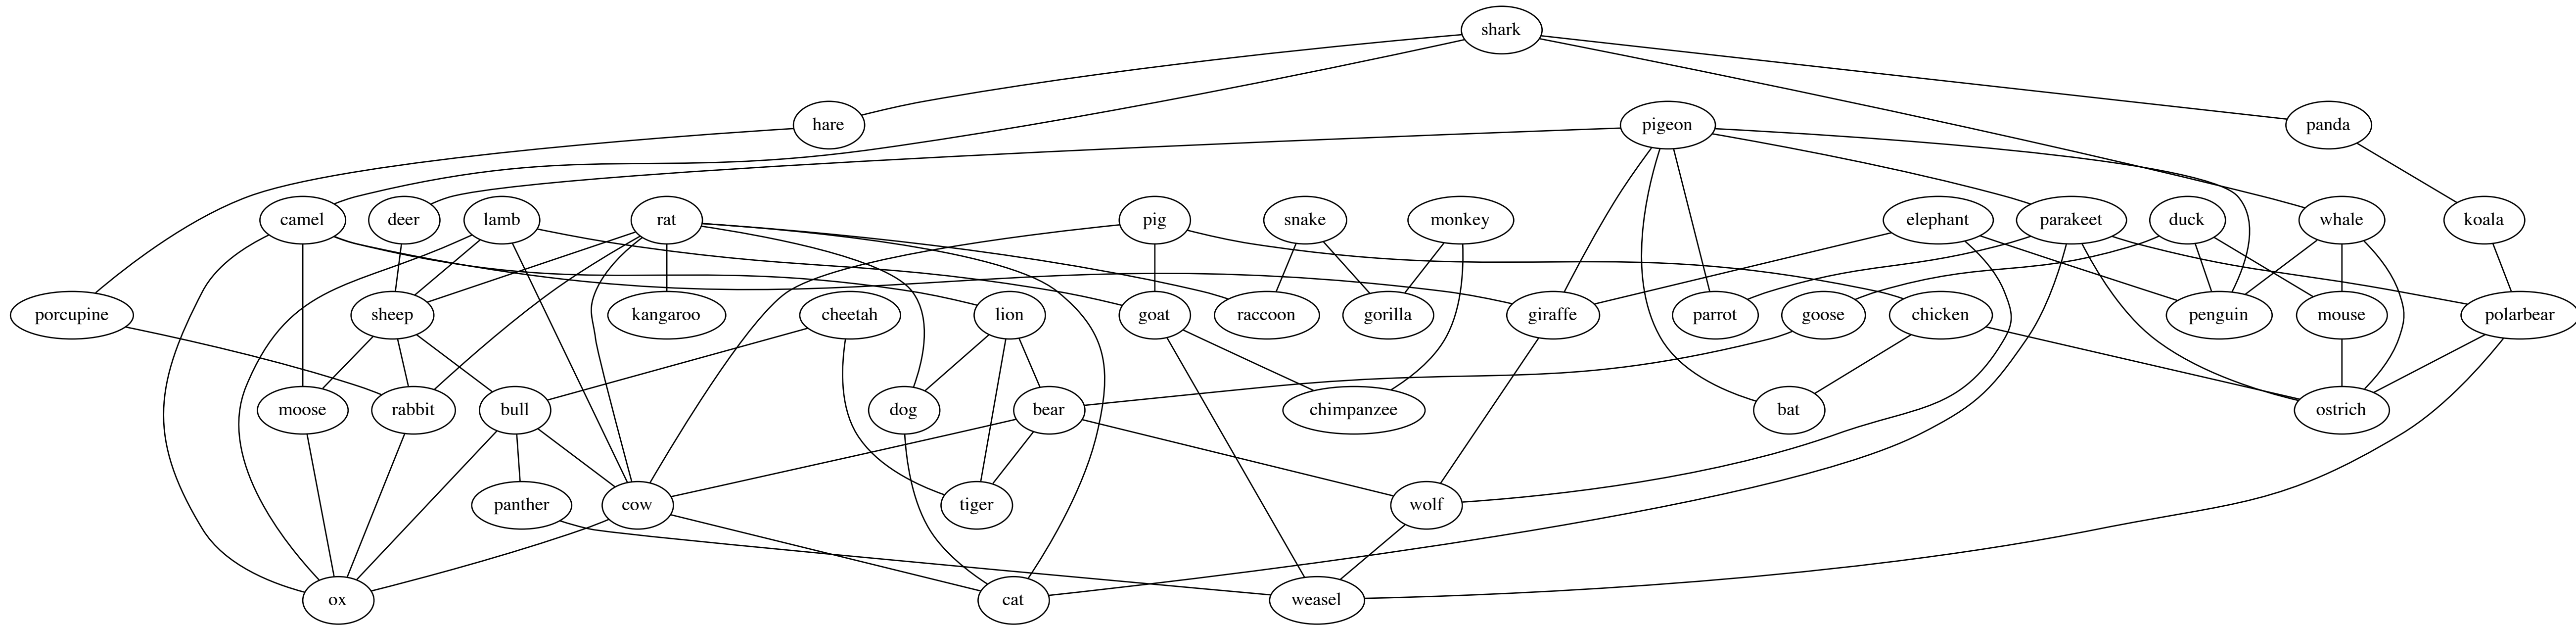 shark
hare
pigeon
panda
camel
deer
lamb
rat
pig
snake
monkey
elephant
parakeet
duck
whale
koala
porcupine
sheep
kangaroo
cheetah
lion
goat
raccoon
gorilla
giraffe
parrot
goose
chicken
penguin
mouse
polarbear
moose
rabbit
bull
dog
bear
chimpanzee
bat
ostrich
panther
cow
tiger
wolf
ox
cat
weasel